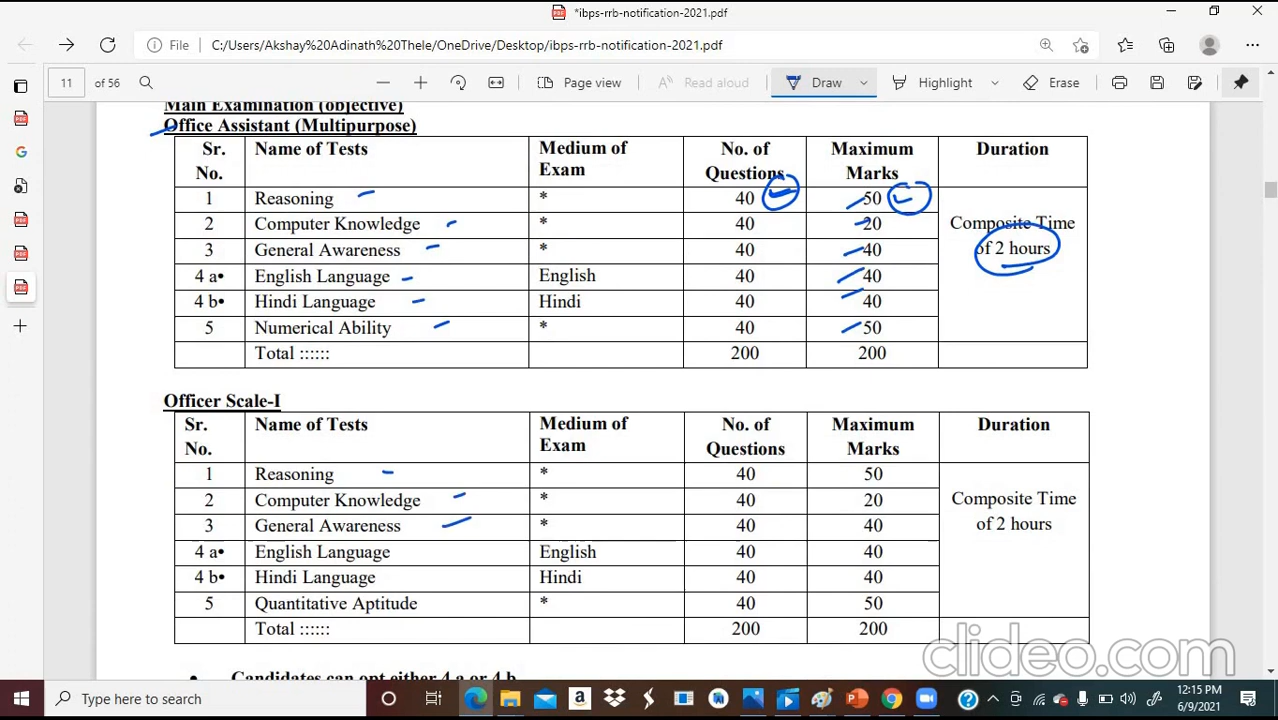 *ibps-rrb-notification-2021.pdf
File C:/Users/Akshay%20Adinath%20Thele/OneDrive/Desktop/ibps-rrb-notification-2021.pdf
11 of 56 Page view Read aloud Draw Highlight Erase
Main Examination (objective)
Office Assistant (Multipurpose)
Sr. No. Name of Tests Medium of Exam No. of Questions Maximum Marks Duration
1 Reasoning * 40 50 Composite Time of 2 hours
2 Computer Knowledge * 40 20
3 General Awareness * 40 40
4 a• English Language English 40 40
4 b• Hindi Language Hindi 40 40
5 Numerical Ability * 40 50
Total :::::: 200 200
Officer Scale-I
Sr. No. Name of Tests Medium of Exam No. of Questions Maximum Marks Duration
1 Reasoning * 40 50 Composite Time of 2 hours
2 Computer Knowledge * 40 20
3 General Awareness * 40 40
4 a• English Language English 40 40
4 b• Hindi Language Hindi 40 40
5 Quantitative Aptitude * 40 50
Total :::::: 200 200
• Candidates can opt either 4 a or 4 b
clideo.com
Type here to search 12:15 PM
6/9/2021